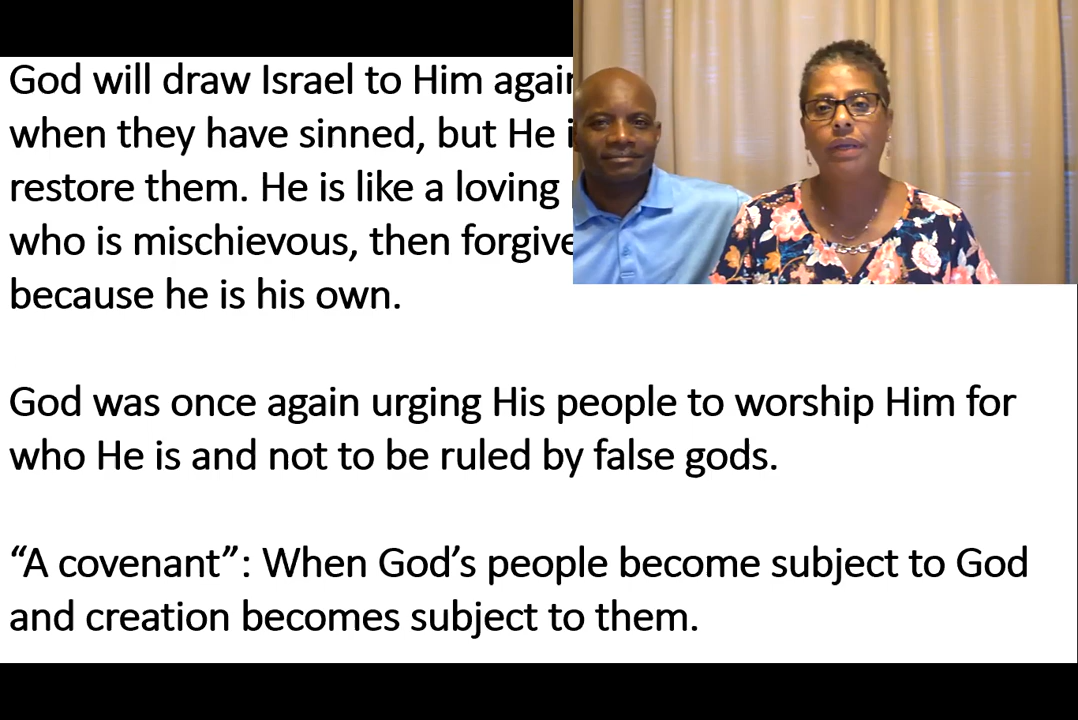 God will draw Israel to Him again
when they have sinned, but He
restore them. He is like a loving
who is mischievous, then forgive
because he is his own.
God was once again urging His people to worship Him for
who He is and not to be ruled by false gods.
“A covenant”: When God’s people become subject to God
and creation becomes subject to them.